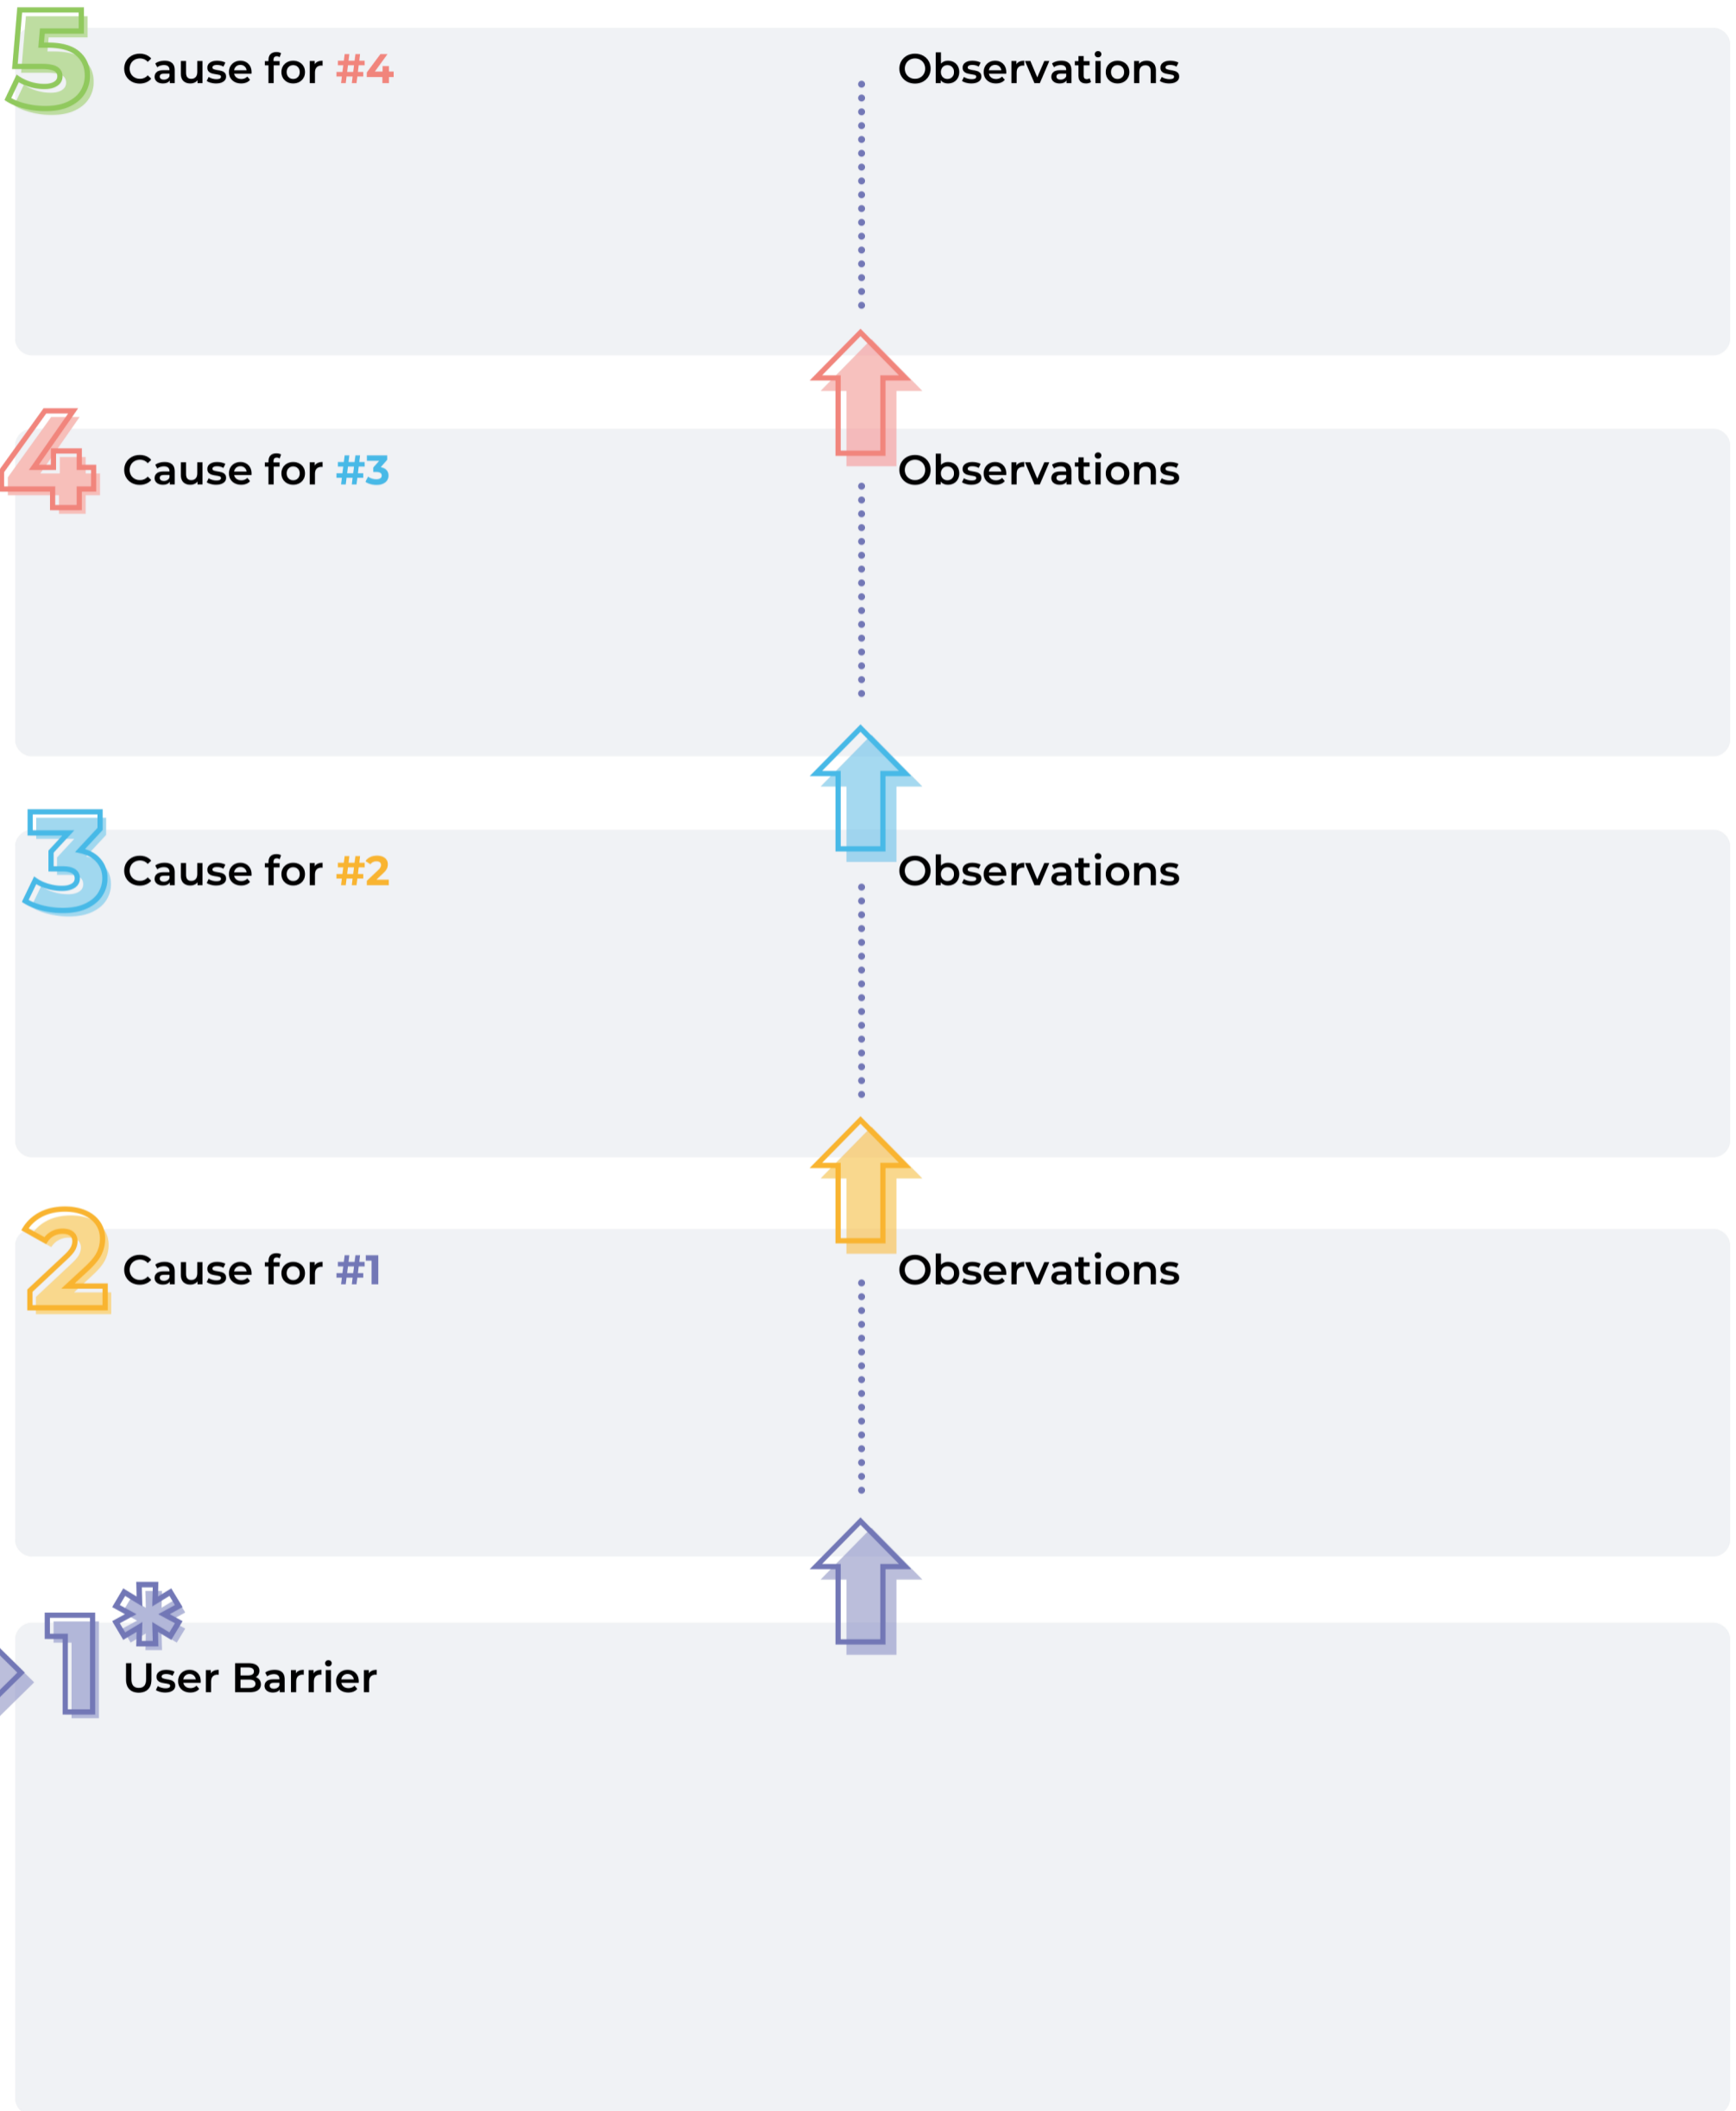 5
Cause for #4
Observations
4
Cause for #3
Observations
3
Cause for #2
Observations
2
Cause for #1
Observations
1*
User Barrier